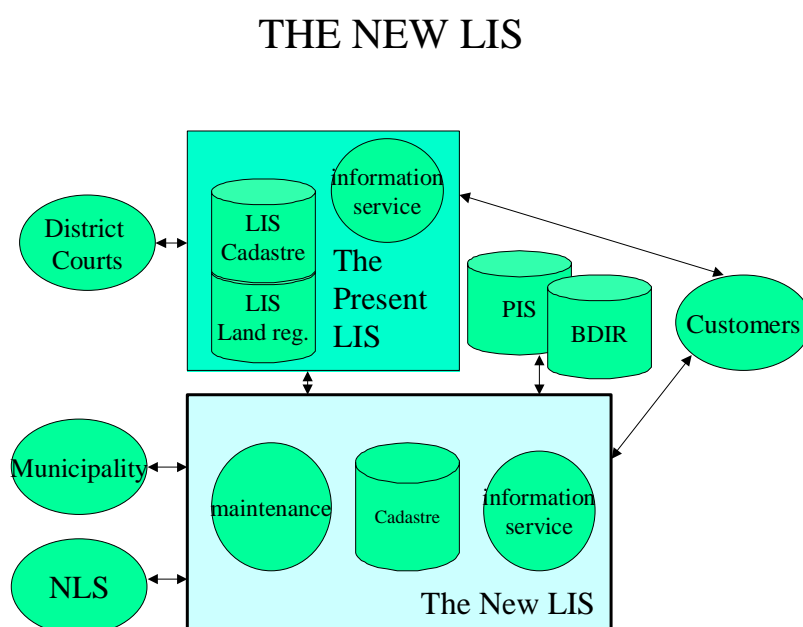 THE NEW LIS
information
service
District
Courts
LIS
Cadastre
The
Present
LIS
LIS
Land reg.
PIS
BDIR
Customers
Municipality
maintenance
Cadastre
information
service
NLS
The New LIS